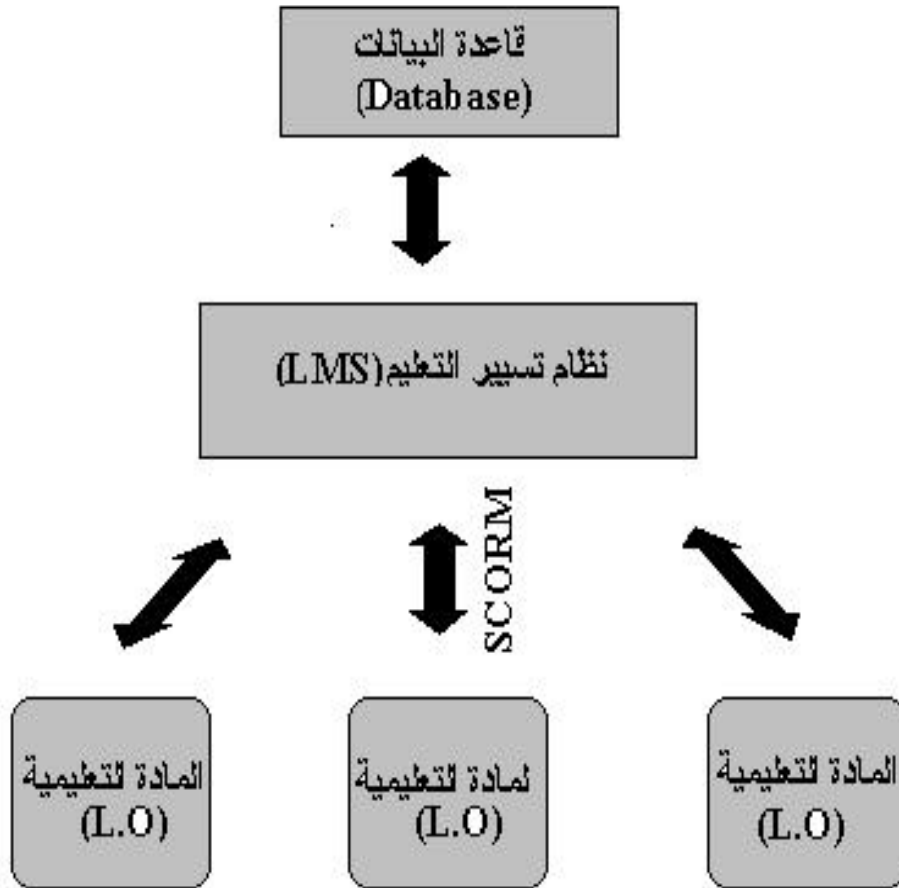 قاعدة البيانات
(Database)
نظام تسيير التعليم(LMS)
SCORM
المادة لتعليمية
(L.O)
لمادة لتعليمية
(L.O)
المادة لتعليمية
(L.O)